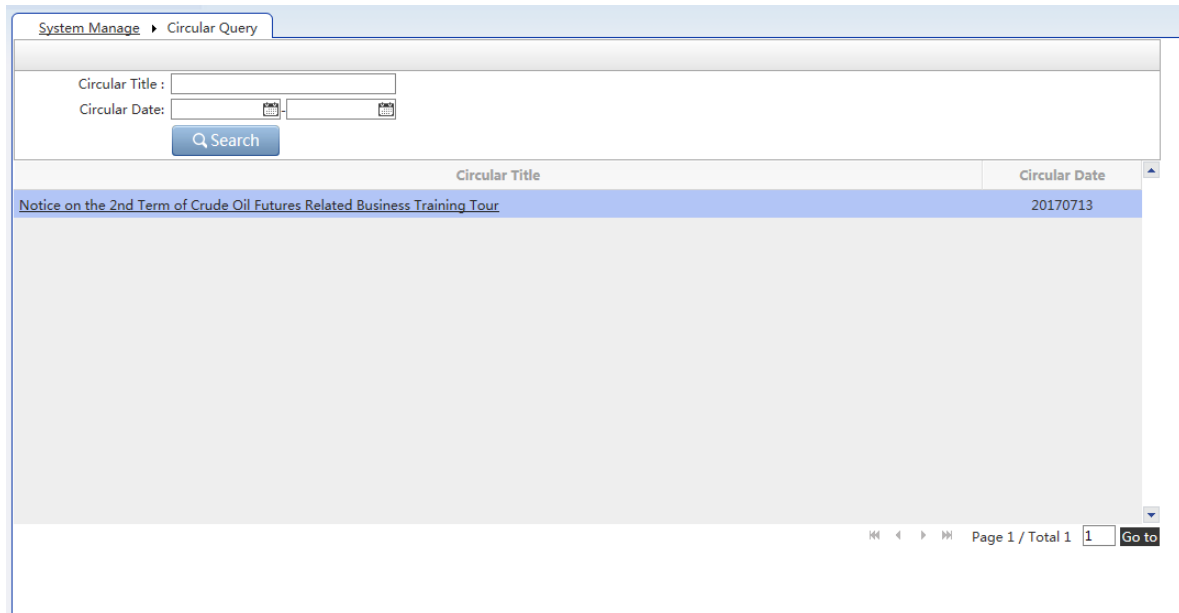 System Manage Circular Query
Circular Title :
Circular Date: -
Search
Circular Title Circular Date
Notice on the 2nd Term of Crude Oil Futures Related Business Training Tour 20170713
Page 1 / Total 1 1 Go to